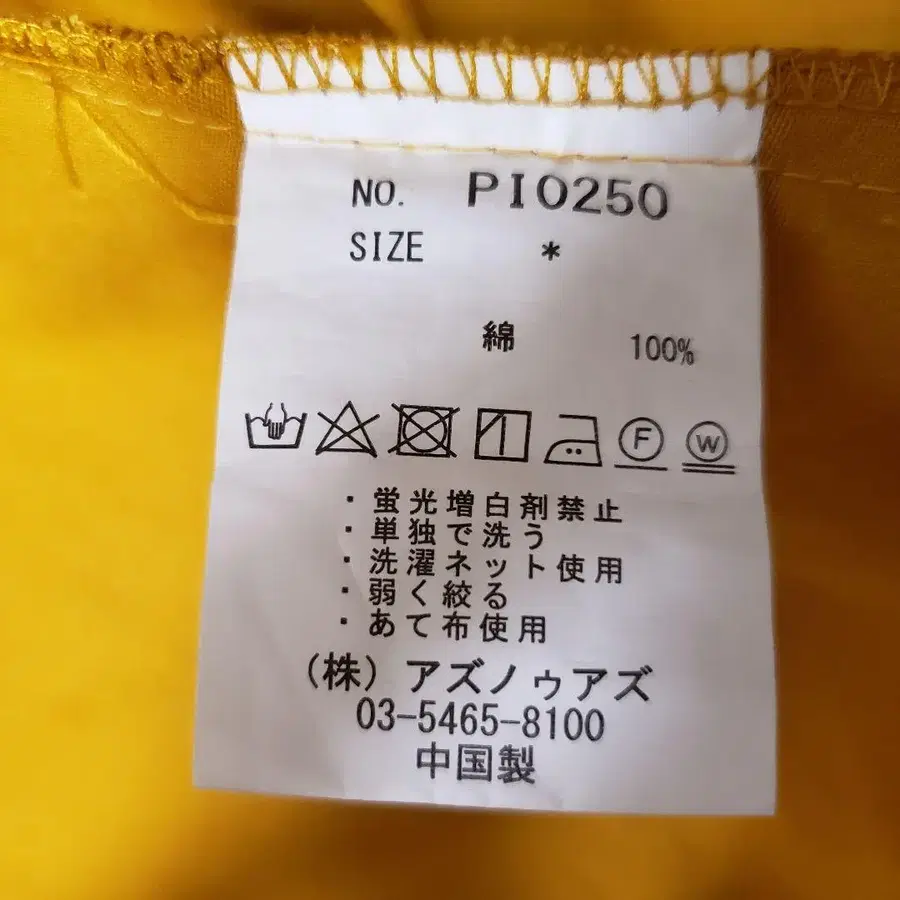 NO. PIO250
SIZE *
綿 100%
F W
・蛍光増白剤禁止
・単独で洗う
・洗濯ネット使用
・弱く絞る
・あて布使用
(株)アズノゥアズ
03-5465-8100
中国製